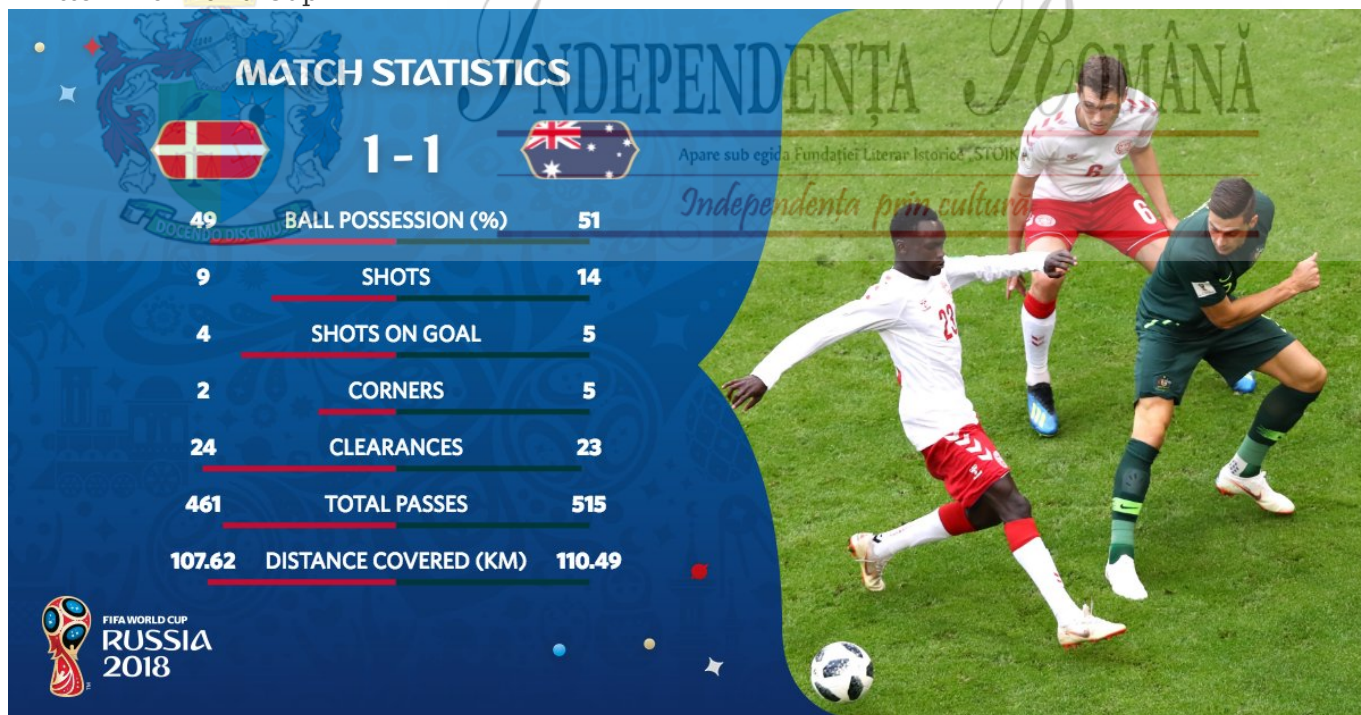 MATCH STATISTICS
INDEPENDENȚA ROMÂNĂ
1 - 1
Apare sub egida Fundației Literar Istorice "STOIKA
Independenta prin cultură
DOCENDO DISCIMUS
49 BALL POSSESSION (%) 51
9 SHOTS 14
4 SHOTS ON GOAL 5
2 CORNERS 5
24 CLEARANCES 23
461 TOTAL PASSES 515
107.62 DISTANCE COVERED (KM) 110.49
FIFA WORLD CUP
RUSSIA
2018
6
6
23